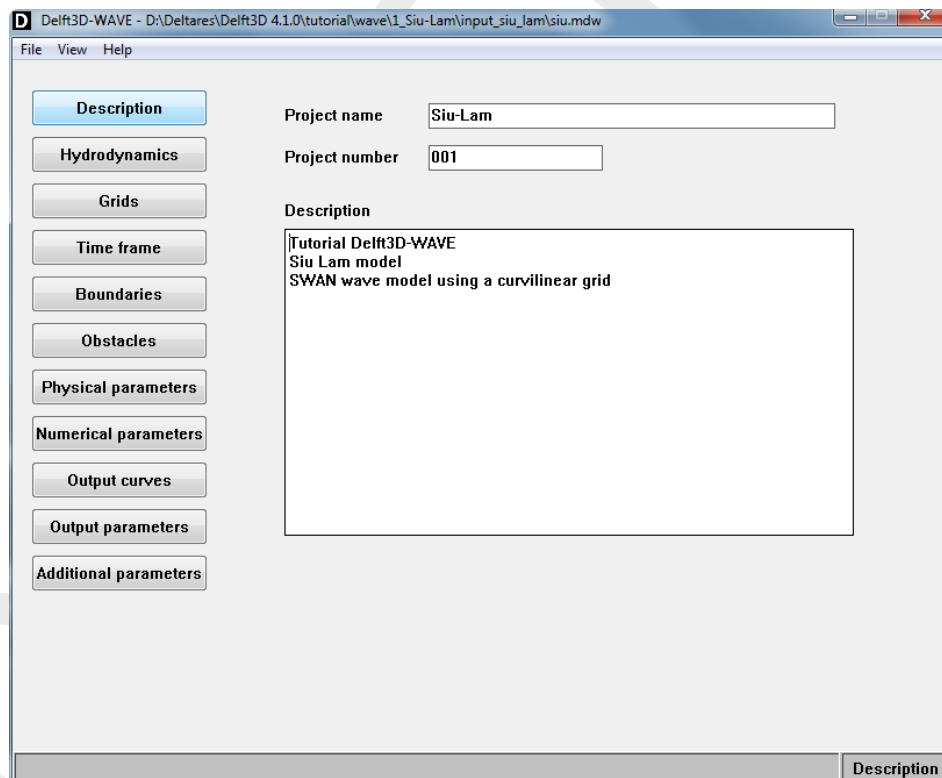 D Delft3D-WAVE - D:\Deltares\Delft3D 4.1.0\tutorial\wave\1_Siu-Lam\input_siu_lam\siu.mdw
File View Help
Description
Hydrodynamics
Grids
Time frame
Boundaries
Obstacles
Physical parameters
Numerical parameters
Output curves
Output parameters
Additional parameters
Project name Siu-Lam
Project number 001
Description
Tutorial Delft3D-WAVE
Siu Lam model
SWAN wave model using a curvilinear grid
Description